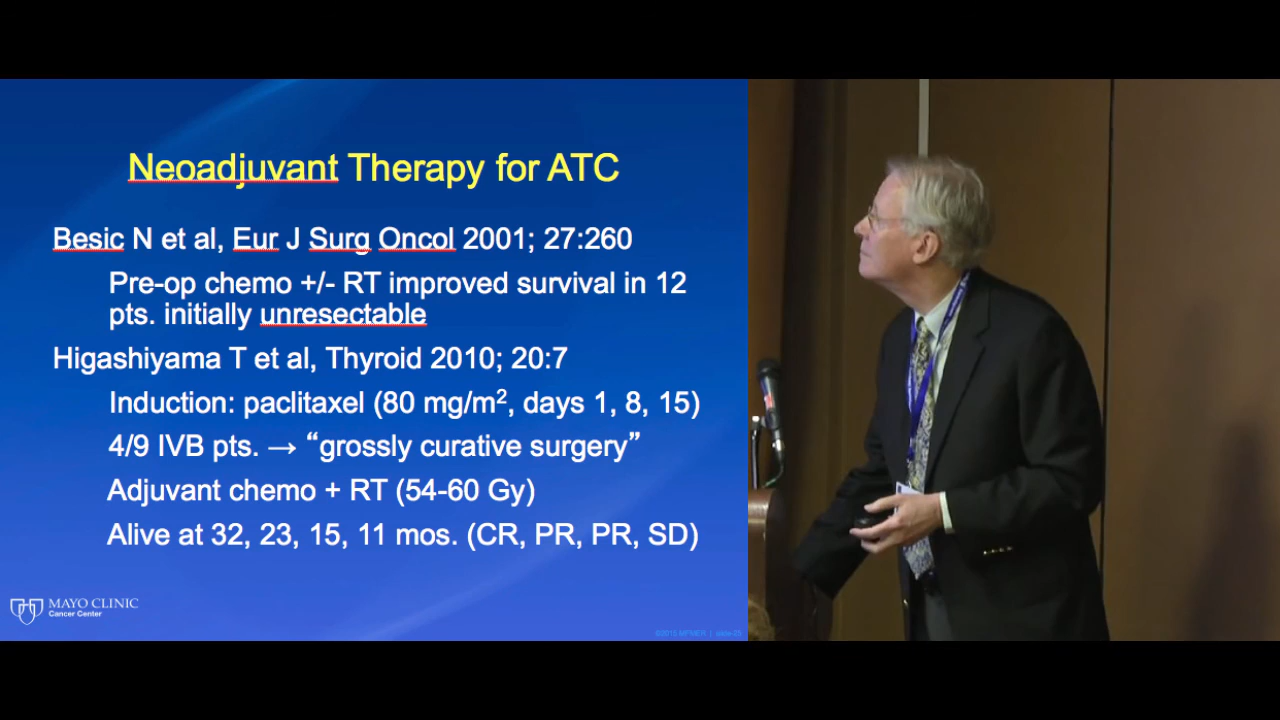 Neoadjuvant Therapy for ATC
Besic N et al, Eur J Surg Oncol 2001; 27:260
Pre-op chemo +/- RT improved survival in 12
pts. initially unresectable
Higashiyama T et al, Thyroid 2010; 20:7
Induction: paclitaxel (80 mg/m², days 1, 8, 15)
4/9 IVB pts. → “grossly curative surgery”
Adjuvant chemo + RT (54-60 Gy)
Alive at 32, 23, 15, 11 mos. (CR, PR, PR, SD)
MAYO CLINIC
Cancer Center